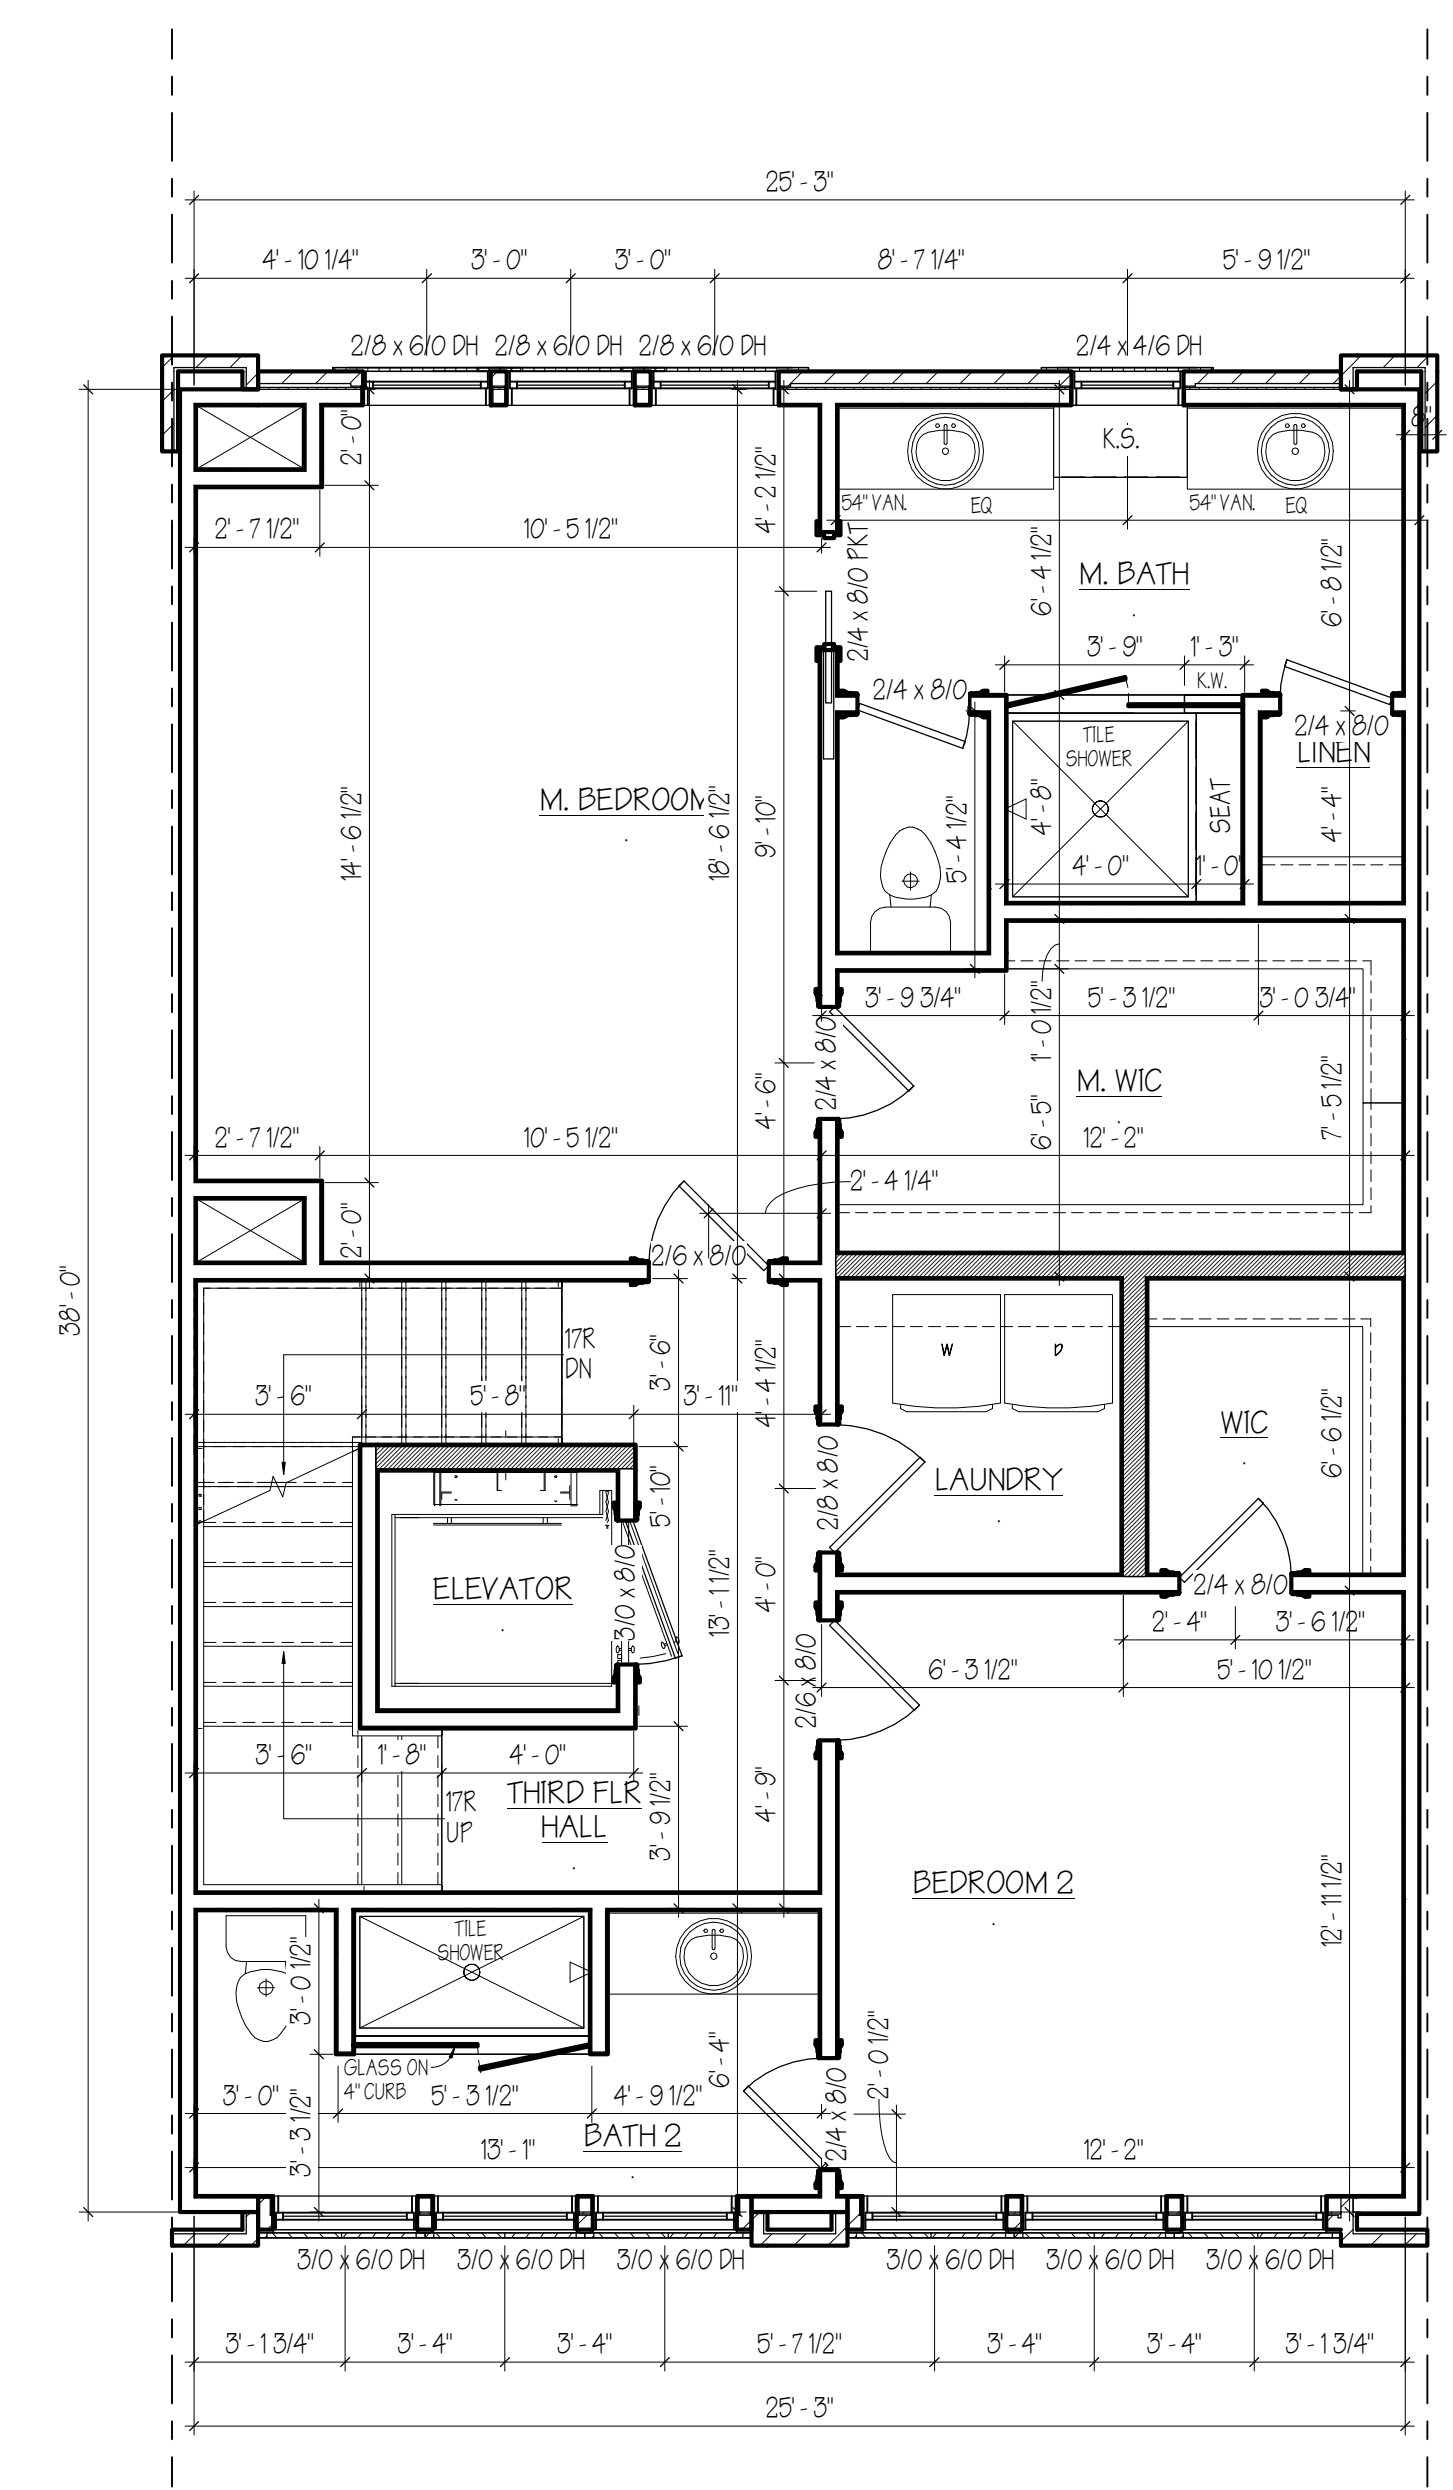 25' - 3"
4' - 10 1/4"
3' - 0"
3' - 0"
8' - 7 1/4"
5' - 9 1/2"
2/8 x 6/0 DH
2/8 x 6/0 DH
2/8 x 6/0 DH
2/4 x 4/6 DH
8"
2' - 0"
4' - 2 1/2"
K.S.
54" VAN.
EQ
54" VAN.
EQ
2' - 7 1/2"
10' - 5 1/2"
2/4 x 8/0 PKT
6' - 4 1/2"
M. BATH
6' - 8 1/2"
3' - 9"
1' - 3"
K.W.
2/4 x 8/0
2/4 x 8/0
LINEN
TILE
SHOWER
SEAT
M. BEDROOM
14' - 6 1/2"
18' - 6 1/2"
9' - 10"
5' - 4 1/2"
4' - 8"
4' - 4"
4' - 0"
1' - 0"
3' - 9 3/4"
5' - 3 1/2"
3' - 0 3/4"
1' - 0 1/2"
2/4 x 8/0
4' - 6"
6' - 5"
M. WIC
7' - 5 1/2"
2' - 7 1/2"
10' - 5 1/2"
12' - 2"
2' - 4 1/4"
2' - 0"
2/6 x 8/0
38' - 0"
17R
DN
3' - 6"
4' - 4 1/2"
W
D
3' - 6"
5' - 8"
3' - 11"
WIC
6' - 6 1/2"
2/8 x 8/0
LAUNDRY
5' - 10"
ELEVATOR
3/0 x 8/0
13' - 1 1/2"
4' - 0"
2/4 x 8/0
2' - 4"
3' - 6 1/2"
2/6 x 8/0
6' - 3 1/2"
5' - 10 1/2"
3' - 6"
1' - 8"
4' - 0"
THIRD FLR
HALL
17R
UP
3' - 9 1/2"
4' - 9"
BEDROOM 2
12' - 11 1/2"
TILE
SHOWER
3' - 0 1/2"
GLASS ON
4" CURB
6' - 4"
2' - 0 1/2"
2/4 x 8/0
3' - 0"
5' - 3 1/2"
4' - 9 1/2"
3' - 3 1/2"
BATH 2
13' - 1"
12' - 2"
3/0 x 6/0 DH
3/0 x 6/0 DH
3/0 x 6/0 DH
3/0 x 6/0 DH
3/0 x 6/0 DH
3/0 x 6/0 DH
3' - 1 3/4"
3' - 4"
3' - 4"
5' - 7 1/2"
3' - 4"
3' - 4"
3' - 1 3/4"
25' - 3"